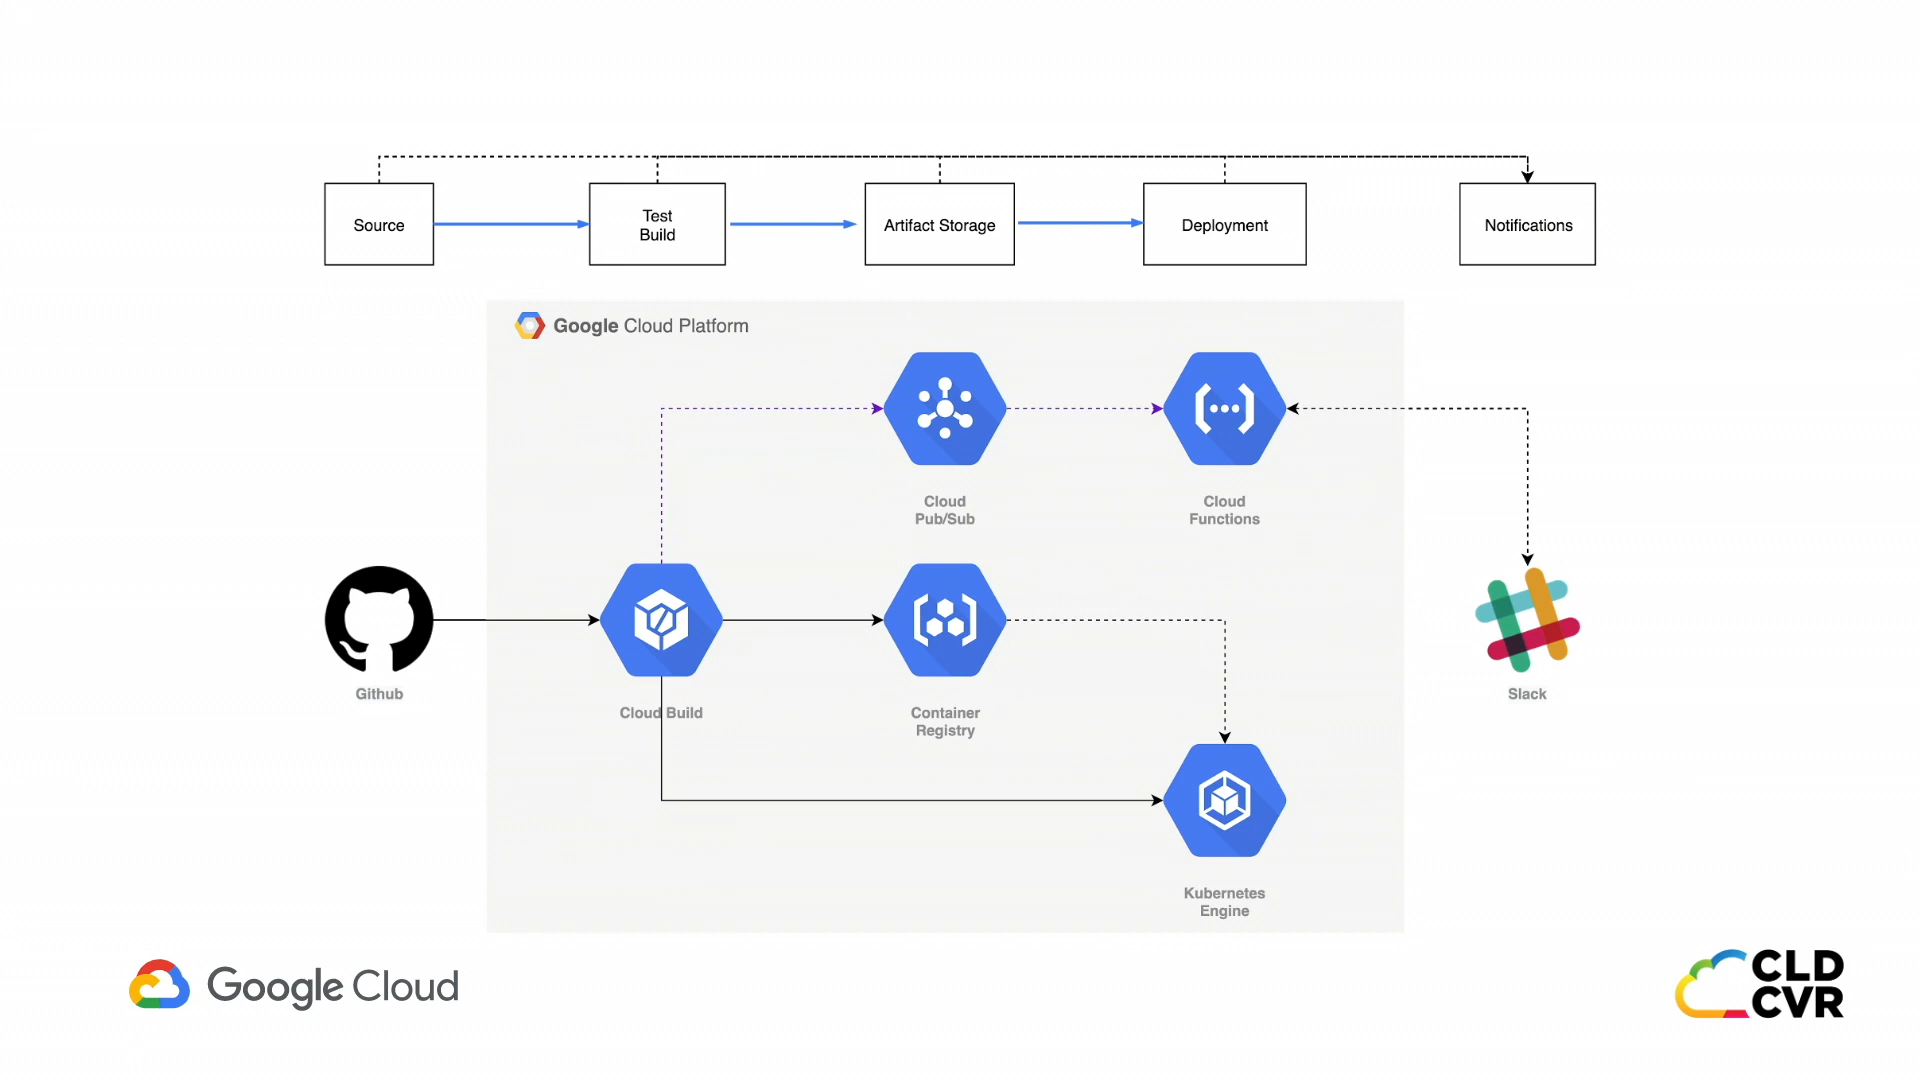 Source
Test
Build
Artifact Storage
Deployment
Notifications
Google Cloud Platform
Cloud
Pub/Sub
Cloud
Functions
Github
Cloud Build
Container
Registry
Slack
Kubernetes
Engine
Google Cloud
CLD
CVR